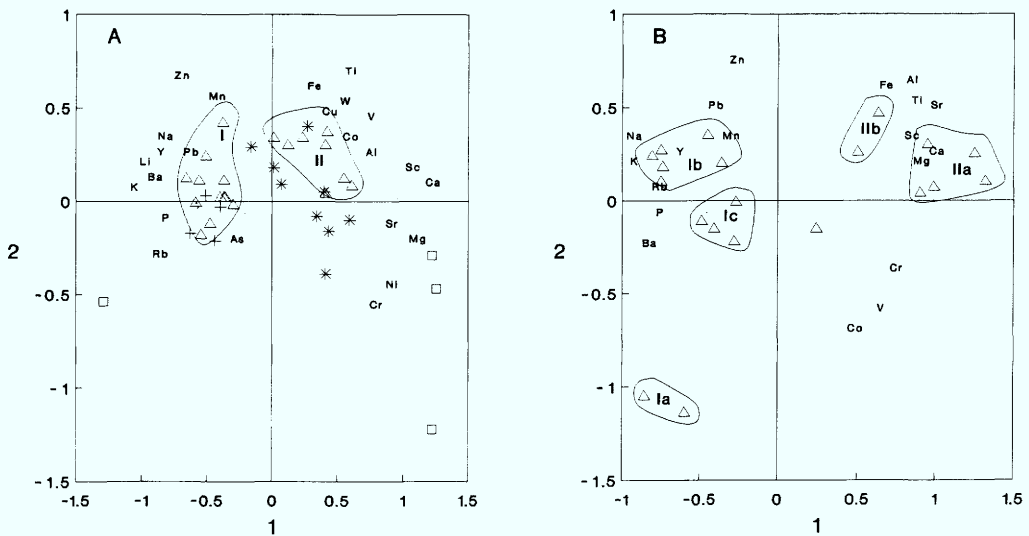 A
2
1
1
0.5
0
-0.5
-1
-1.5
-1.5
-1
-0.5
0
0.5
1
1.5
Zn
Mn
I
Na
Y
Pb
Li
Ba
K
P
As
Rb
Ti
Fe
W
Cu
V
Co
II
Al
Sc
Ca
Sr
Mg
Ni
Cr
B
2
1
1
0.5
0
-0.5
-1
-1.5
-1
-0.5
0
0.5
1
1.5
Zn
Pb
Na
Mn
K
Y
Ib
Rb
P
Ic
Ba
Al
Fe
Ti
Sr
IIb
Sc
Ca
Mg
IIa
Cr
V
Co
Ia